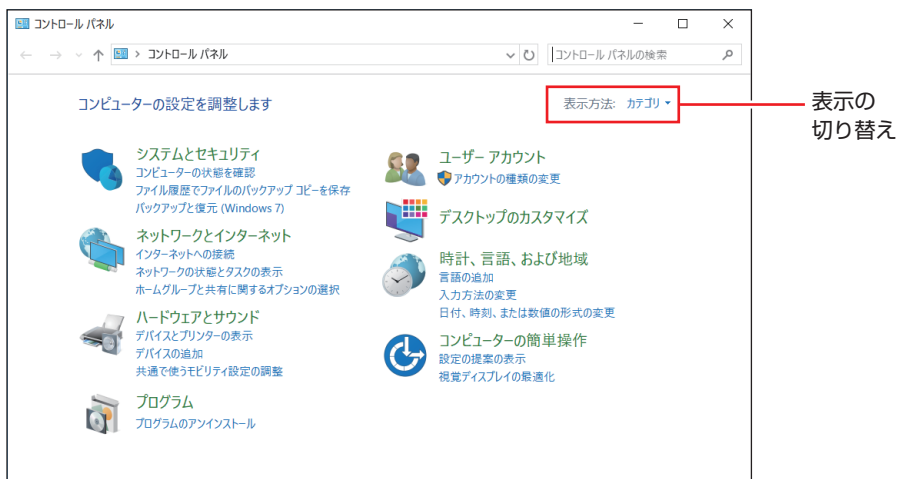 コントロール パネル
コントロール パネル
コントロール パネルの検索
コンピューターの設定を調整します
表示方法: カテゴリ
表示の
切り替え
システムとセキュリティ
コンピューターの状態を確認
ファイル履歴でファイルのバックアップ コピーを保存
バックアップと復元 (Windows 7)
ネットワークとインターネット
インターネットへの接続
ネットワークの状態とタスクの表示
ホームグループと共有に関するオプションの選択
ハードウェアとサウンド
デバイスとプリンターの表示
デバイスの追加
共通で使うモビリティ設定の調整
プログラム
プログラムのアンインストール
ユーザー アカウント
アカウントの種類の変更
デスクトップのカスタマイズ
時計、言語、および地域
言語の追加
入力方法の変更
日付、時刻、または数値の形式の変更
コンピューターの簡単操作
設定の提案の表示
視覚ディスプレイの最適化